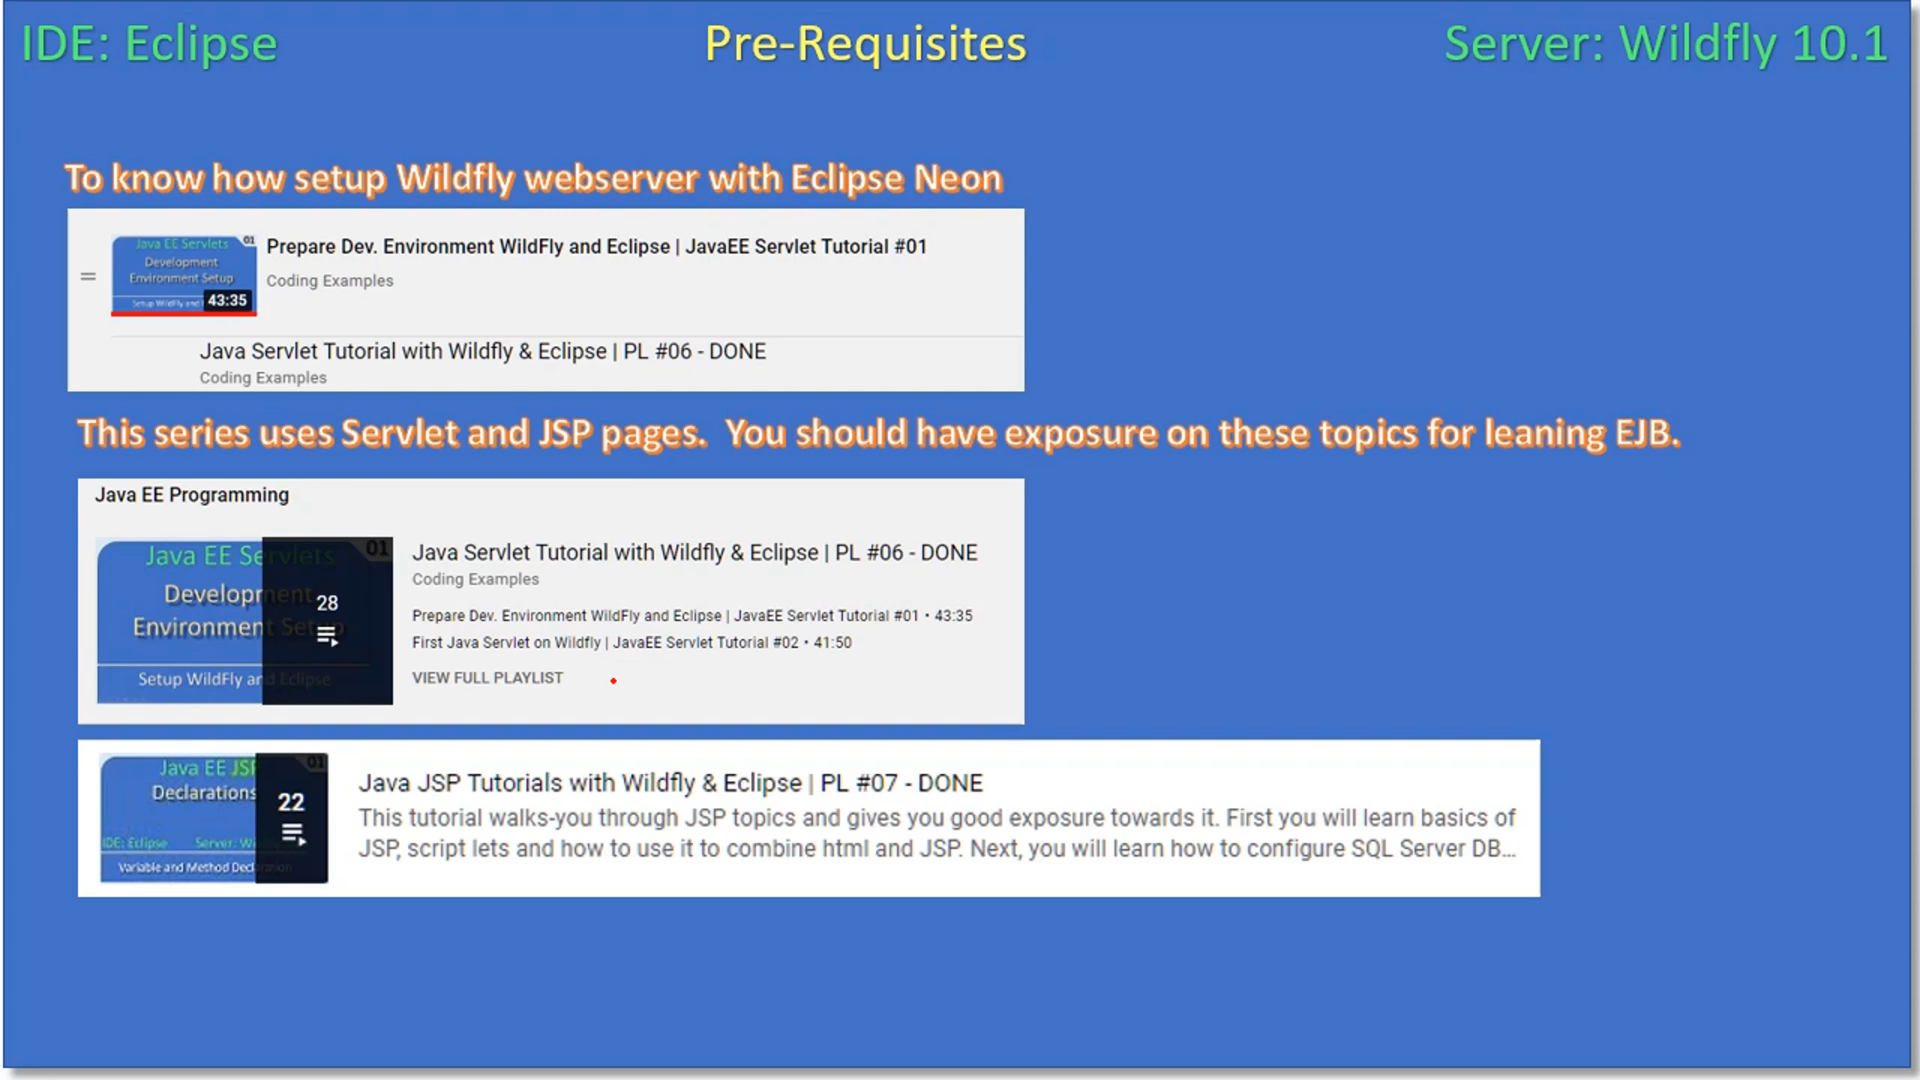 IDE: Eclipse
Pre-Requisites
Server: Wildfly 10.1
To know how setup Wildfly webserver with Eclipse Neon
Java EE Servlets
01
Development
Environment Setup
Setup WildFly and
43:35
Prepare Dev. Environment WildFly and Eclipse | JavaEE Servlet Tutorial #01
Coding Examples
Java Servlet Tutorial with Wildfly & Eclipse | PL #06 - DONE
Coding Examples
This series uses Servlet and JSP pages.  You should have exposure on these topics for leaning EJB.
Java EE Programming
Java EE Servlets
01
Development
Environment Setup
Setup WildFly and Eclipse
28
Java Servlet Tutorial with Wildfly & Eclipse | PL #06 - DONE
Coding Examples
Prepare Dev. Environment WildFly and Eclipse | JavaEE Servlet Tutorial #01 • 43:35
First Java Servlet on Wildfly | JavaEE Servlet Tutorial #02 • 41:50
VIEW FULL PLAYLIST
Java EE JSP
01
Declarations
IDE: Eclipse
Server: Wi
Variable and Method Declaration
22
Java JSP Tutorials with Wildfly & Eclipse | PL #07 - DONE
This tutorial walks-you through JSP topics and gives you good exposure towards it. First you will learn basics of
JSP, script lets and how to use it to combine html and JSP. Next, you will learn how to configure SQL Server DB...